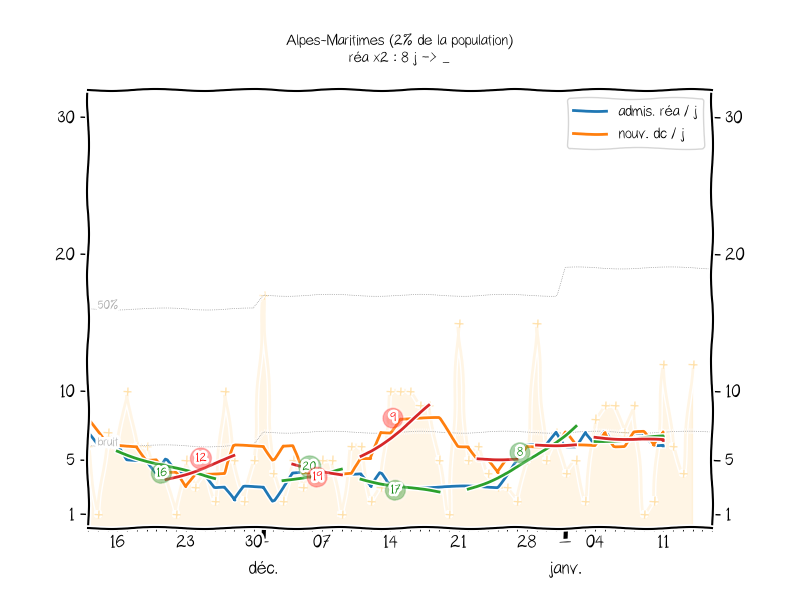 Alpes-Maritimes (2% de la population)
réa x2 : 8 j -> _
admis. réa / j
nouv. dc / j
30 30
20 20
50%
10 10
bruit
9
12
8
5 5
16
20
19
17
1 1
16 23 30 07 14 21 28 04 11
déc. janv.